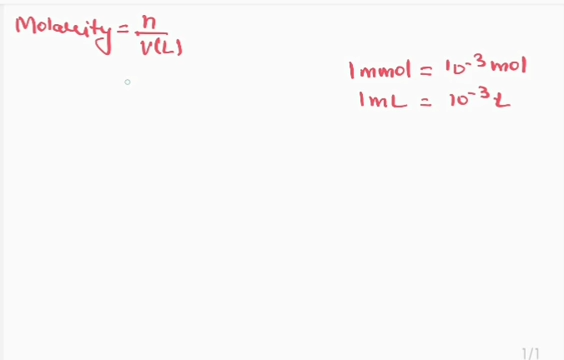 Molarity = n / V(L)
1 mmol = 10⁻³ mol
1 mL = 10⁻³ L
1/1